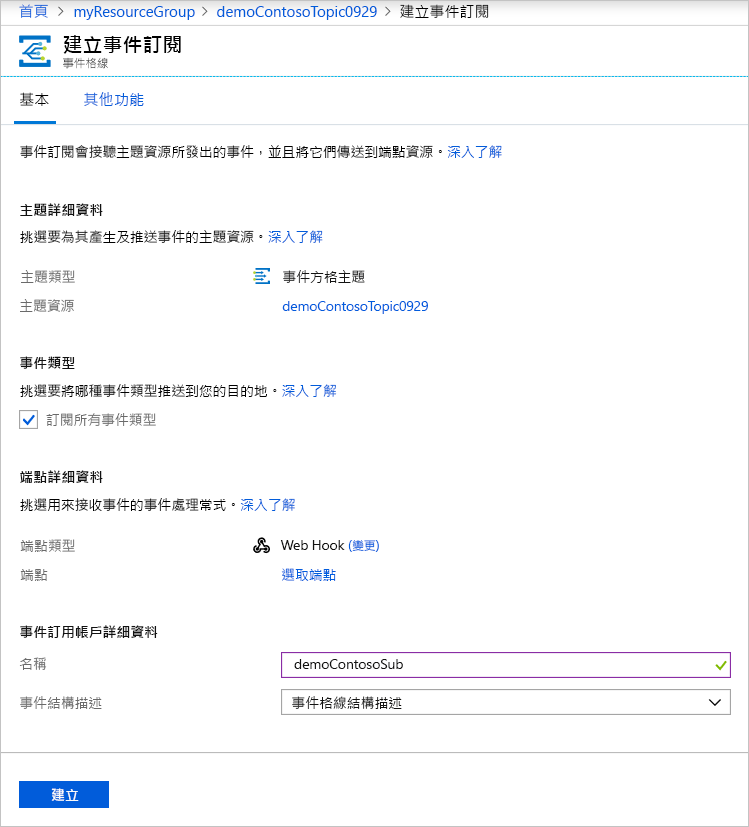 首頁 > myResourceGroup > demoContosoTopic0929 > 建立事件訂閱
建立事件訂閱
事件格線
基本 其他功能
事件訂閱會接聽主題資源所發出的事件，並且將它們傳送到端點資源。深入了解
主題詳細資料
挑選要為其產生及推送事件的主題資源。深入了解
主題類型 事件方格主題
主題資源 demoContosoTopic0929
事件類型
挑選要將哪種事件類型推送到您的目的地。深入了解
訂閱所有事件類型
端點詳細資料
挑選用來接收事件的事件處理常式。深入了解
端點類型 Web Hook (變更)
端點 選取端點
事件訂用帳戶詳細資料
名稱 demoContosoSub
事件結構描述 事件格線結構描述
建立